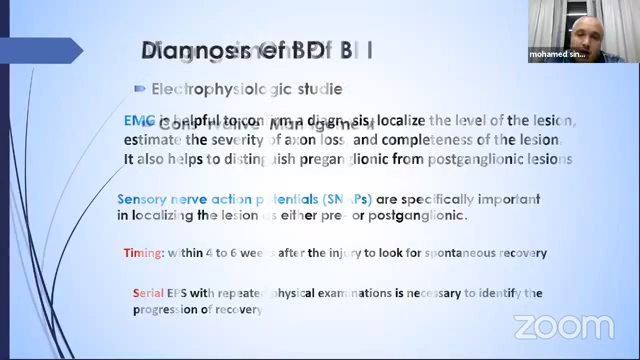 Diagnosis of BPI
Electrophysiologic studie
EMG is helpful to confirm a diagnosis, localize the level of the lesion,
estimate the severity of axon loss, and completeness of the lesion.
It also helps to distinguish preganglionic from postganglionic lesions
Sensory nerve action potentials (SNAPs) are specifically important
in localizing the lesion as either pre- or postganglionic.
Timing: within 4 to 6 weeks after the injury to look for spontaneous recovery
Serial EPS with repeated physical examinations is necessary to identify the
progression of recovery
mohamed sin...
zoom